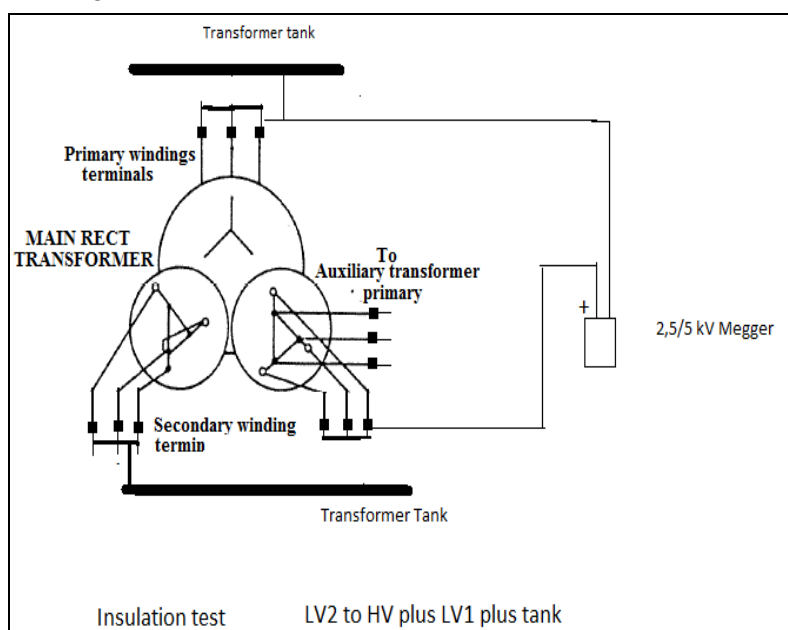 Transformer tank
Primary windings
terminals
MAIN RECT
TRANSFORMER
To
Auxiliary transformer
primary
+
2,5/5 kV Megger
Secondary winding
termin
Transformer Tank
Insulation test LV2 to HV plus LV1 plus tank